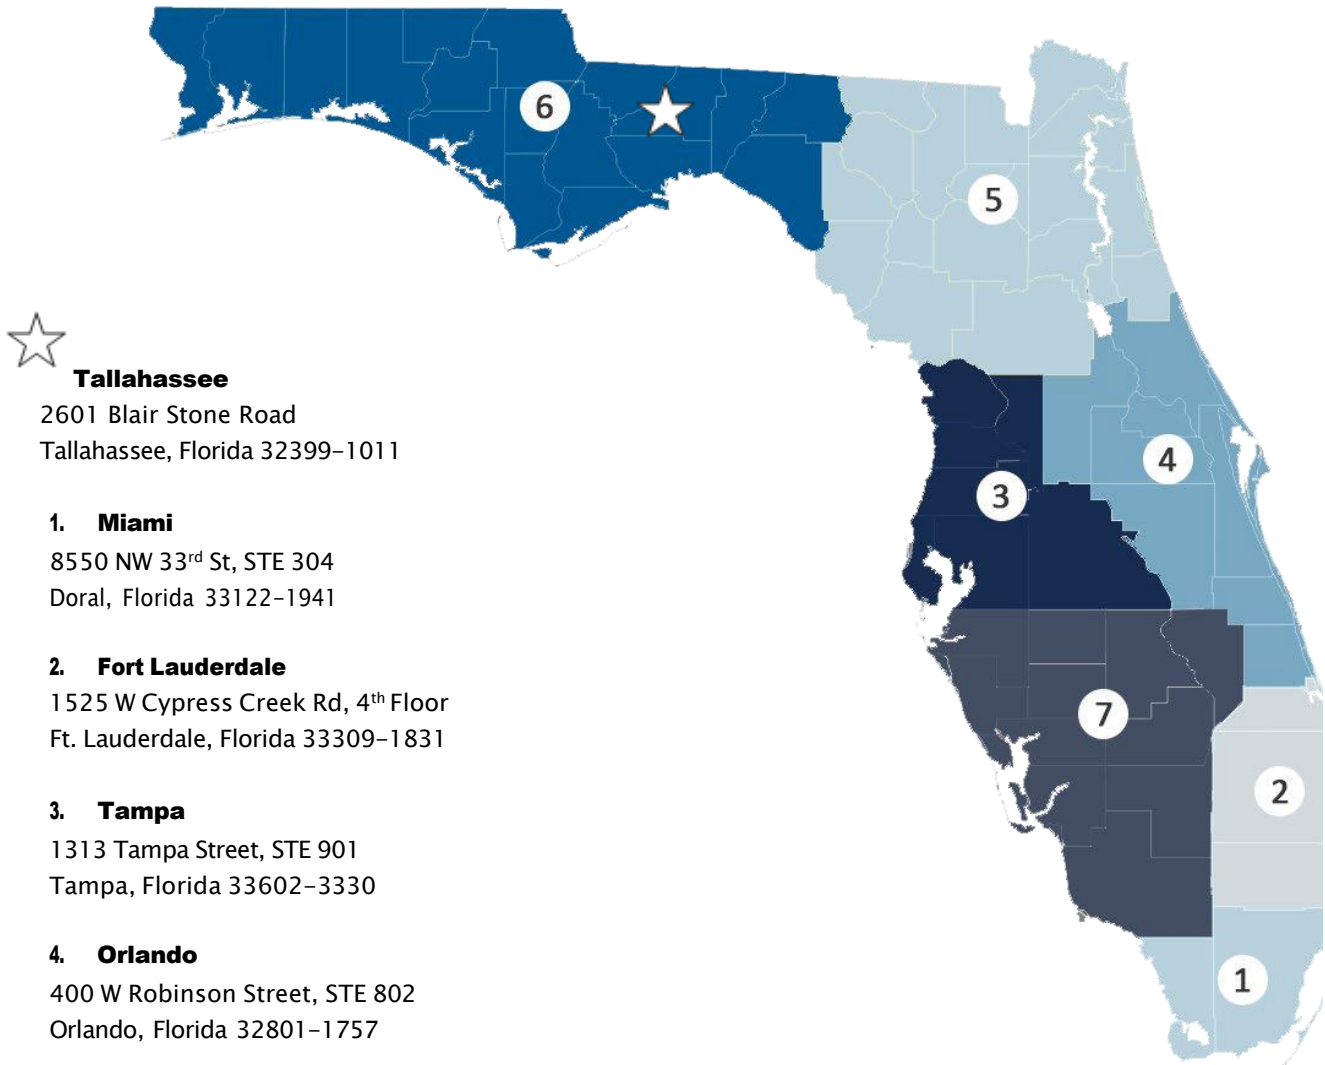 Tallahassee
2601 Blair Stone Road
Tallahassee, Florida 32399-1011
1. Miami
8550 NW 33rd St, STE 304
Doral, Florida 33122-1941
2. Fort Lauderdale
1525 W Cypress Creek Rd, 4th Floor
Ft. Lauderdale, Florida 33309-1831
3. Tampa
1313 Tampa Street, STE 901
Tampa, Florida 33602-3330
4. Orlando
400 W Robinson Street, STE 802
Orlando, Florida 32801-1757
6
5
4
3
7
2
1